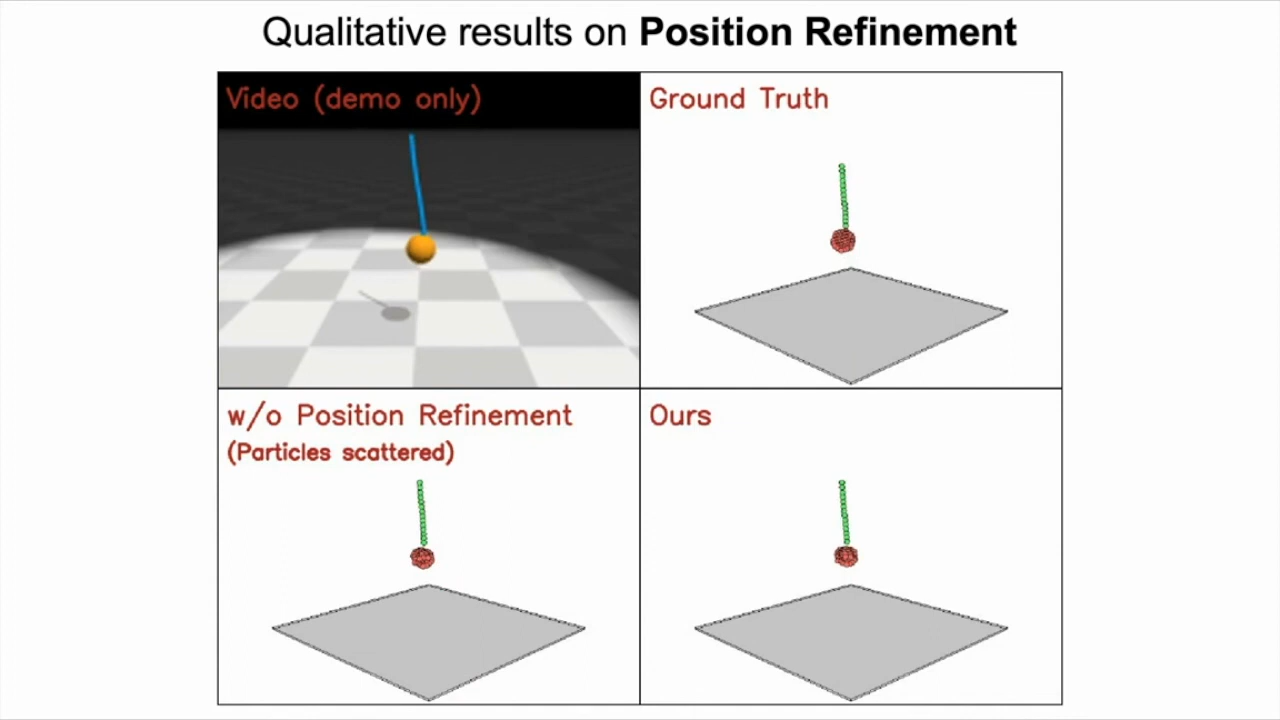 Qualitative results on Position Refinement
Video (demo only)
Ground Truth
w/o Position Refinement
(Particles scattered)
Ours